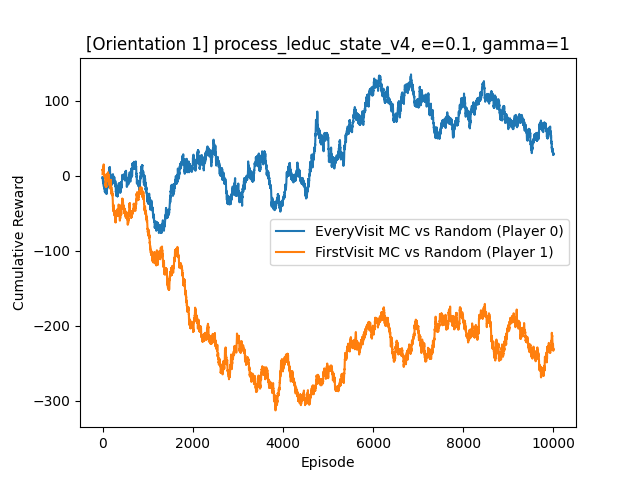 [Orientation 1] process_leduc_state_v4, e=0.1, gamma=1
Cumulative Reward
100
0
−100
−200
−300
EveryVisit MC vs Random (Player 0)
FirstVisit MC vs Random (Player 1)
0 2000 4000 6000 8000 10000
Episode